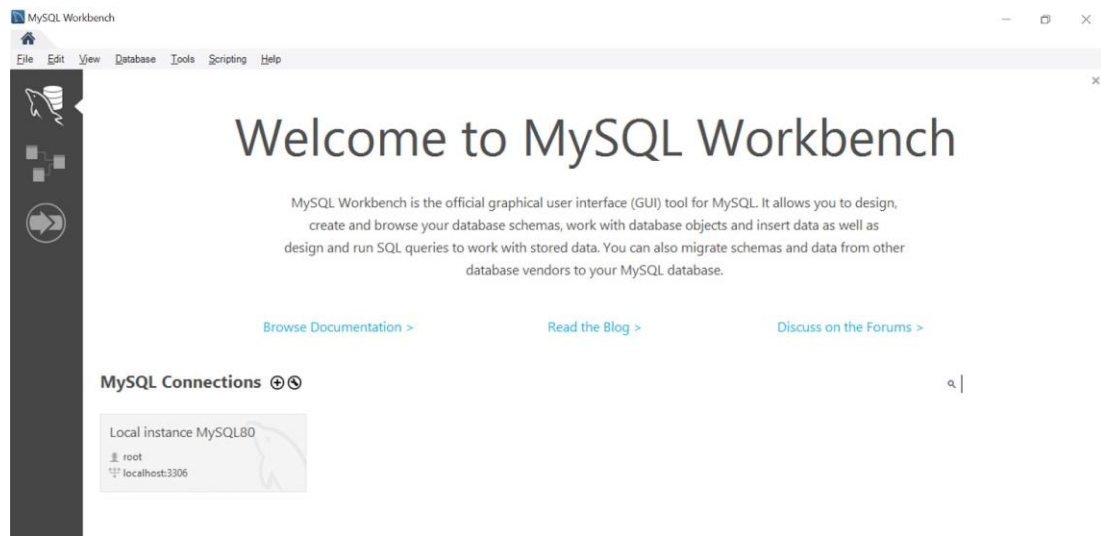 MySQL Workbench
File Edit View Database Tools Scripting Help
Welcome to MySQL Workbench
MySQL Workbench is the official graphical user interface (GUI) tool for MySQL. It allows you to design,
create and browse your database schemas, work with database objects and insert data as well as
design and run SQL queries to work with stored data. You can also migrate schemas and data from other
database vendors to your MySQL database.
Browse Documentation > Read the Blog > Discuss on the Forums >
MySQL Connections
Local instance MySQL80
root
localhost:3306